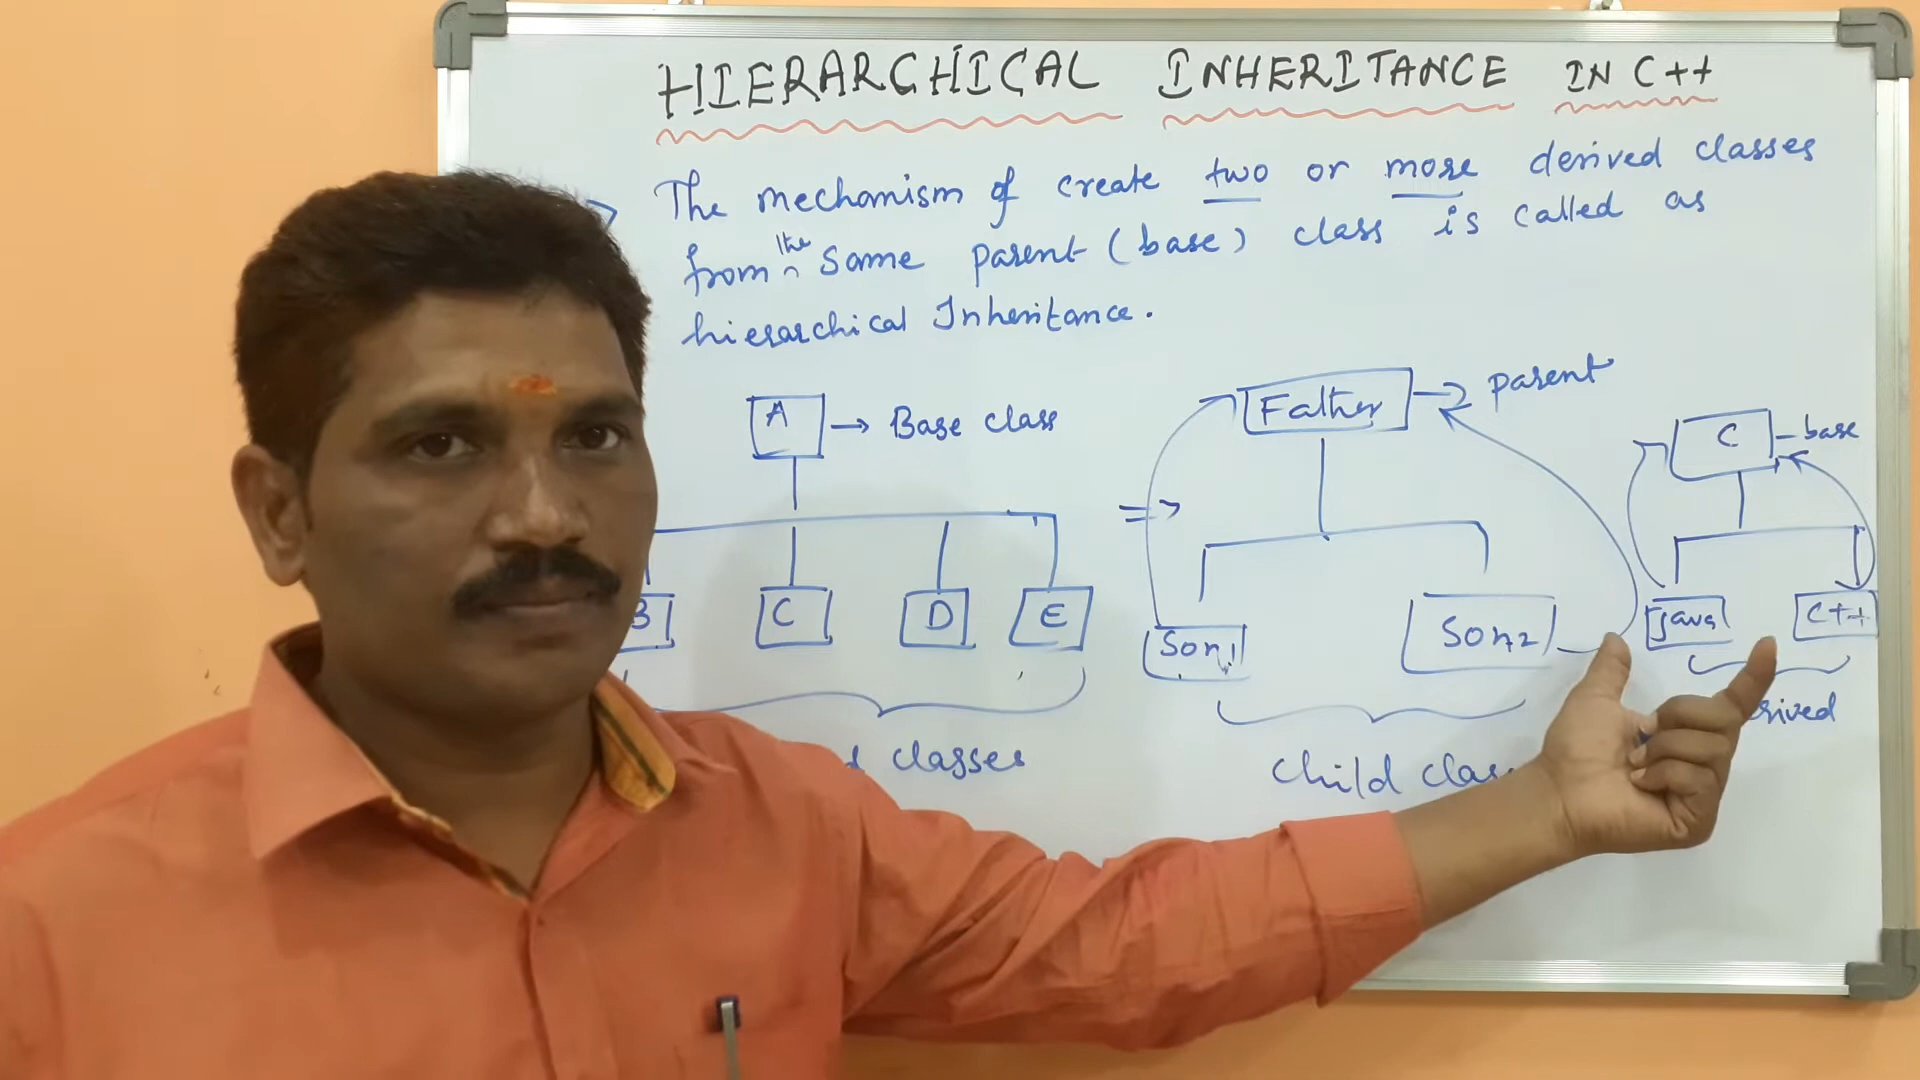 HIERARCHICAL INHERITANCE IN C++
The mechanism of create two or more derived classes
from the same parent (base) class is called as
hierarchical Inheritance.
A → Base class
B C D E
classes
Father → parent
Son1 Son2
child
C - base
Java C++